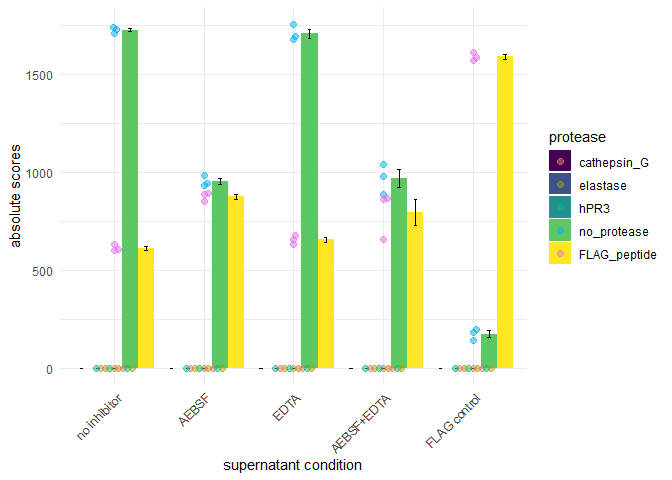 absolute scores
1500
1000
500
0
no inhibitor
AEBSF
EDTA
AEBSF+EDTA
FLAG control
supernatant condition
protease
cathepsin_G
elastase
hPR3
no_protease
FLAG_peptide